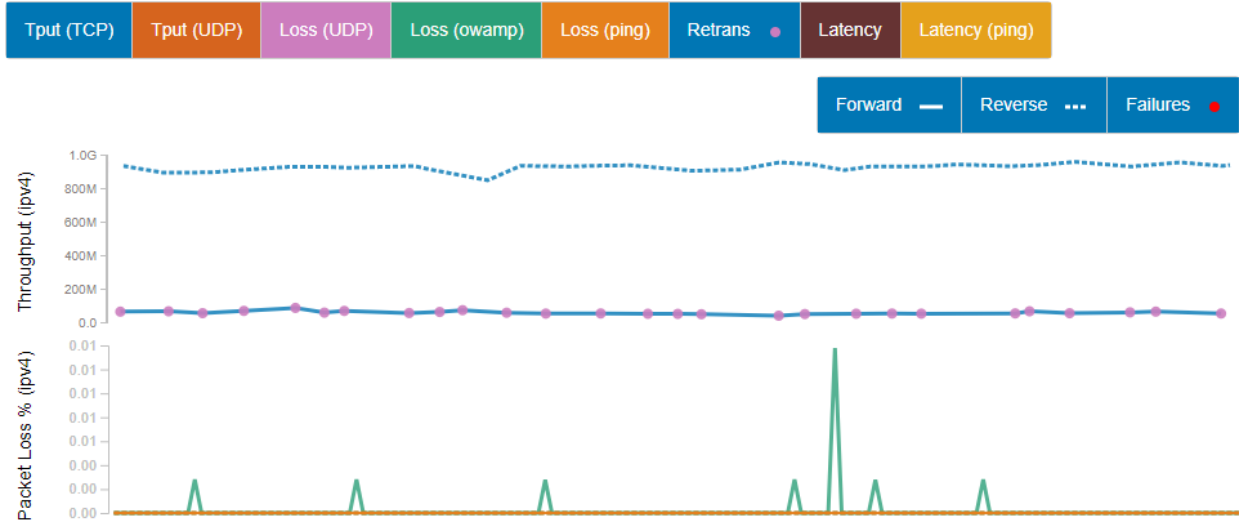 Tput (TCP) Tput (UDP) Loss (UDP) Loss (owamp) Loss (ping) Retrans Latency Latency (ping)
Forward Reverse Failures
Throughput (ipv4)
1.0G
800M
600M
400M
200M
0.0
Packet Loss % (ipv4)
0.01
0.01
0.01
0.01
0.01
0.00
0.00
0.00